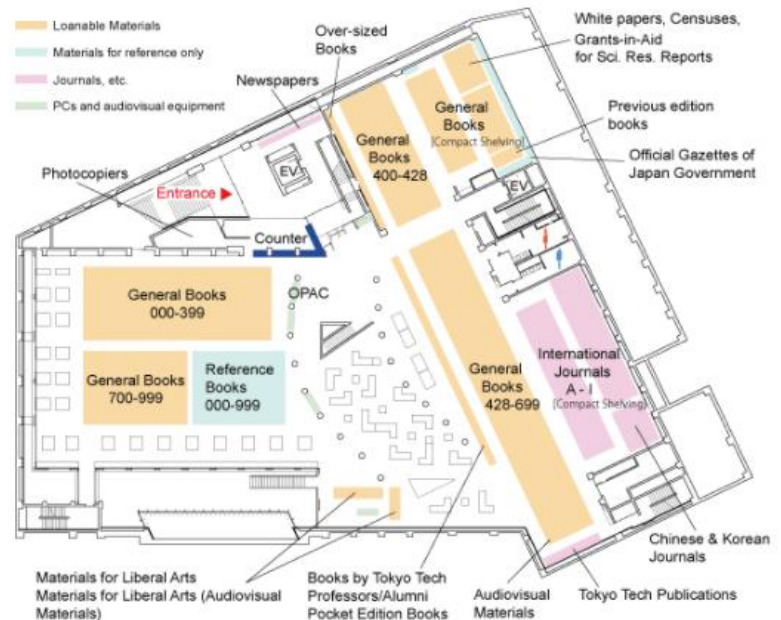 Loanable Materials
Materials for reference only
Journals, etc.
PCs and audiovisual equipment
Over-sized
Books
Newspapers
White papers, Censuses,
Grants-in-Aid
for Sci. Res. Reports
Previous edition
books
Official Gazettes of
Japan Government
Photocopiers
Entrance
EV
Counter
General
Books
400-428
General
Books
[Compact Shelving]
EV
General Books
000-399
OPAC
General Books
700-999
Reference
Books
000-999
General
Books
428-699
International
Journals
A - I
[Compact Shelving]
Chinese & Korean
Journals
Materials for Liberal Arts
Materials for Liberal Arts (Audiovisual
Materials)
Books by Tokyo Tech
Professors/Alumni
Pocket Edition Books
Audiovisual
Materials
Tokyo Tech Publications